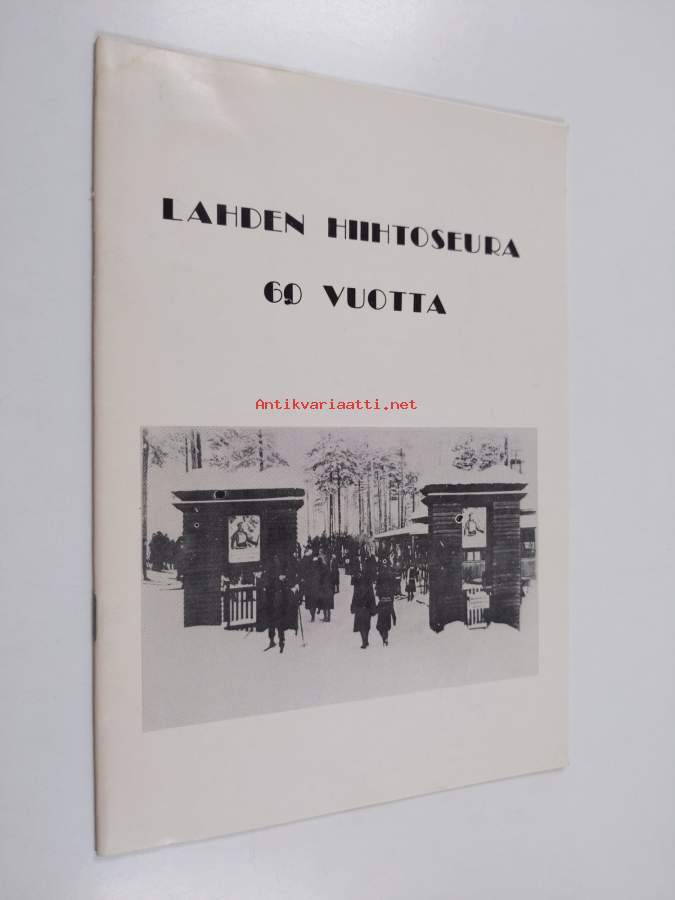 LAHDEN HIIHTOSEURA
60 VUOTTA
Antikvariaatti.net